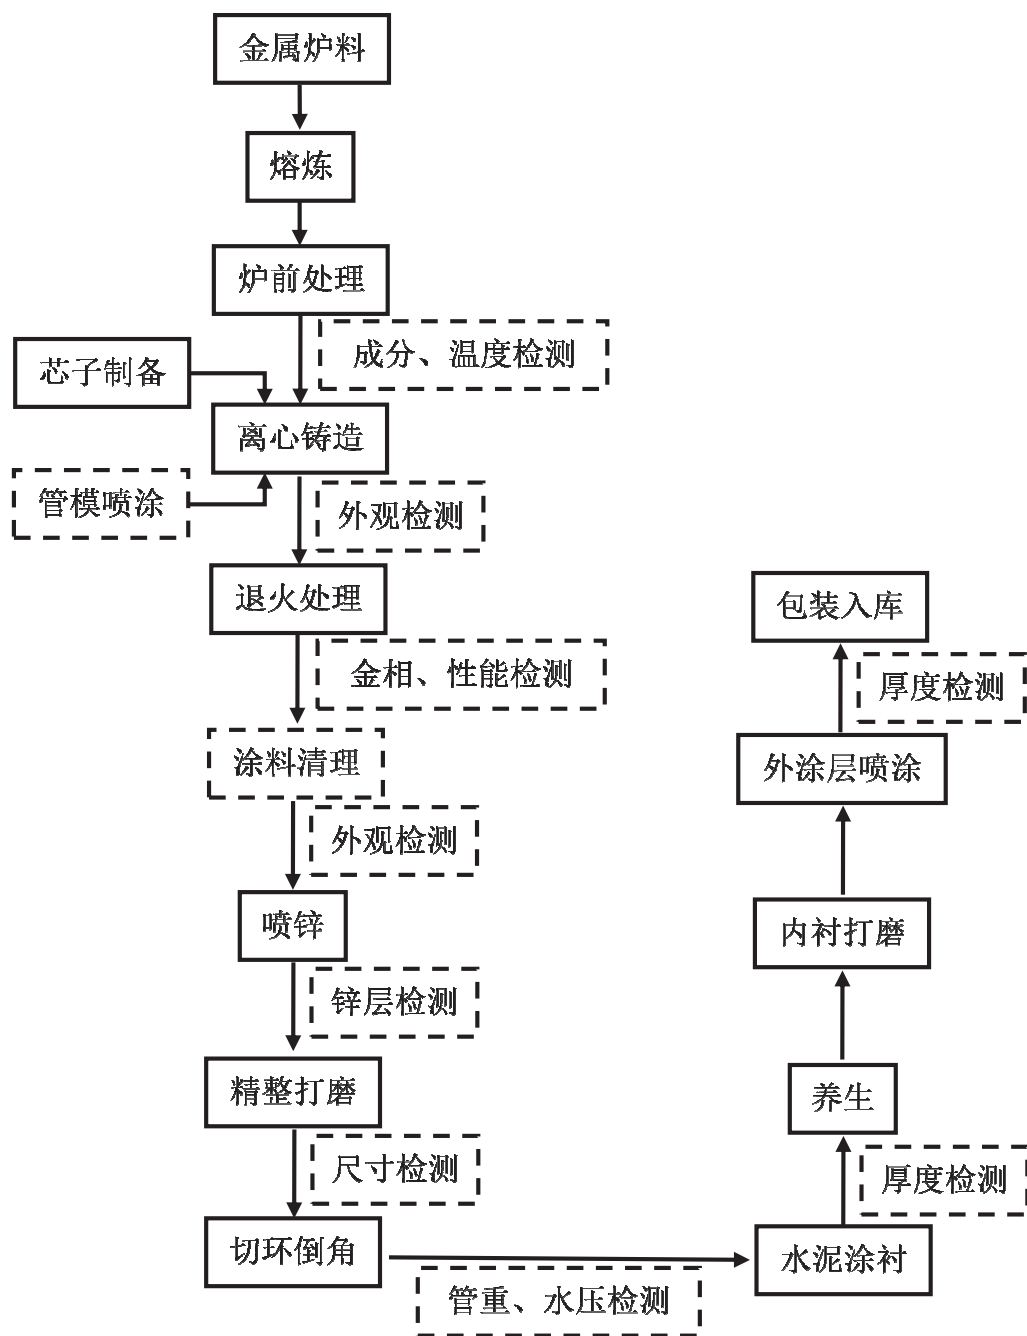 金属炉料
熔炼
炉前处理
成分、温度检测
芯子制备
离心铸造
管模喷涂
外观检测
退火处理
金相、性能检测
涂料清理
外观检测
喷锌
锌层检测
精整打磨
尺寸检测
切环倒角
管重、水压检测
水泥涂衬
厚度检测
养生
内衬打磨
外涂层喷涂
厚度检测
包装入库